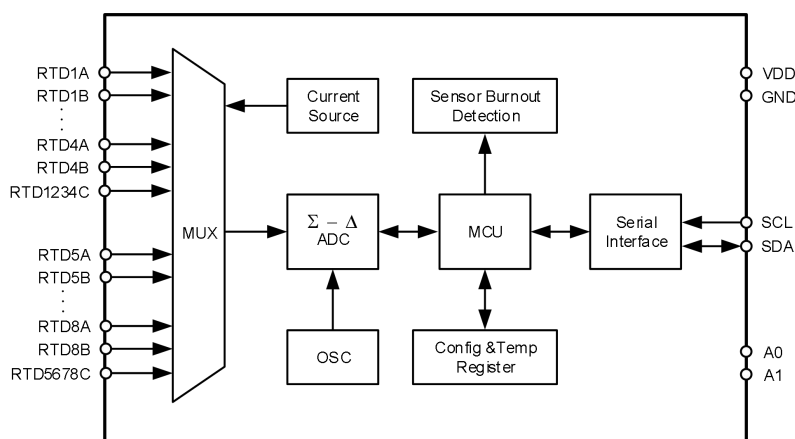 RTD1A
RTD1B
RTD4A
RTD4B
RTD1234C
RTD5A
RTD5B
RTD8A
RTD8B
RTD5678C
MUX
Current
Source
Sensor Burnout
Detection
Σ – Δ
ADC
MCU
Serial
Interface
OSC
Config &Temp
Register
VDD
GND
SCL
SDA
A0
A1